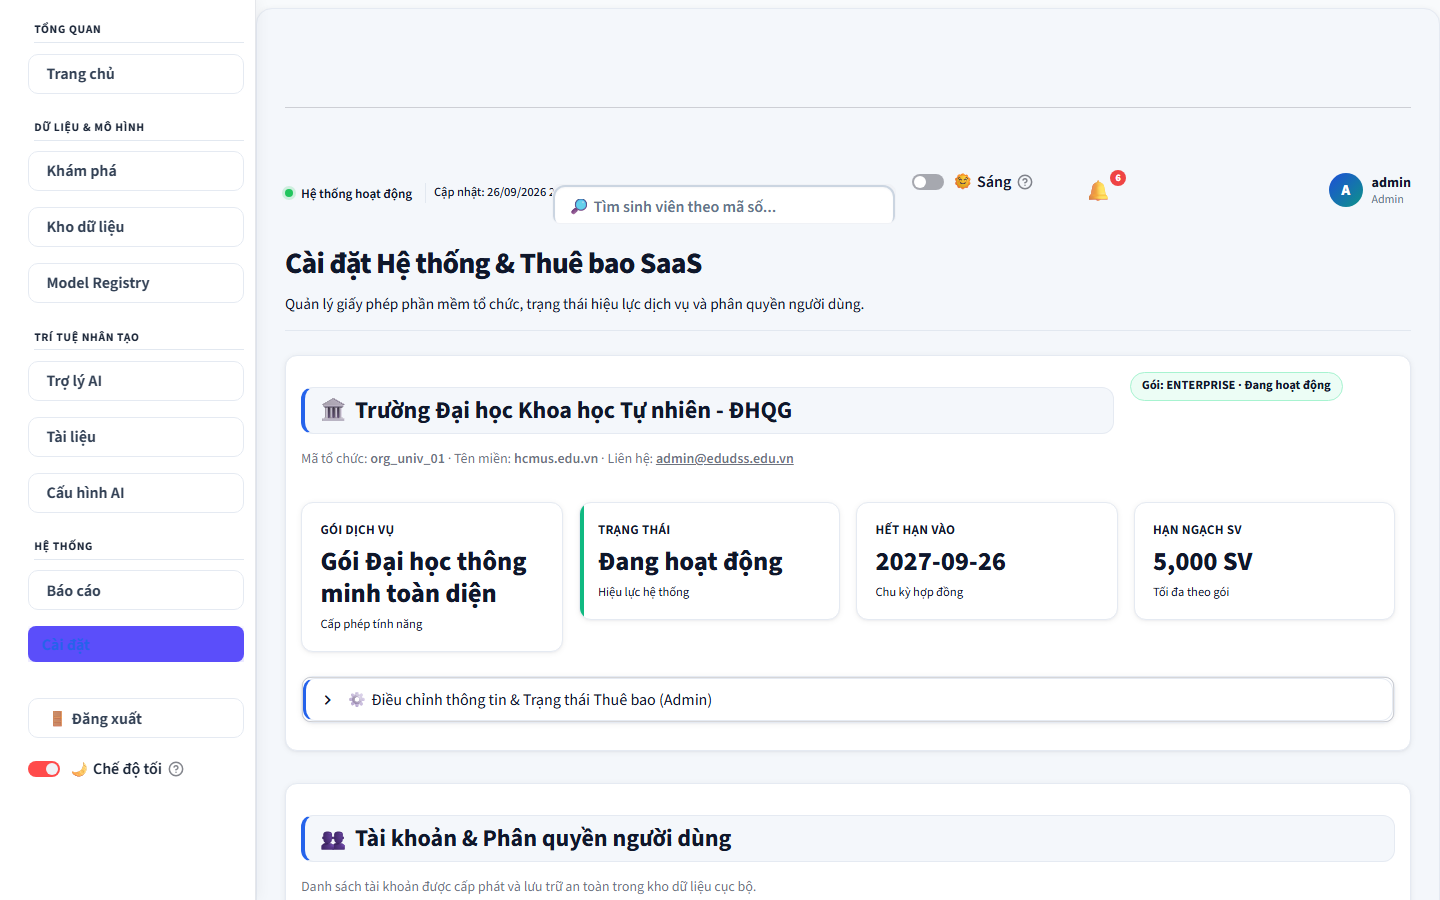 TỔNG QUAN
Trang chủ
DỮ LIỆU & MÔ HÌNH
Khám phá
Kho dữ liệu
Model Registry
TRÍ TUỆ NHÂN TẠO
Trợ lý AI
Tài liệu
Cấu hình AI
HỆ THỐNG
Báo cáo
Cài đặt
Đăng xuất
Chế độ tối
Hệ thống hoạt động
Cập nhật: 26/09/2026
Tìm sinh viên theo mã số...
Sáng
6
A
admin
Admin
Cài đặt Hệ thống & Thuê bao SaaS
Quản lý giấy phép phần mềm tổ chức, trạng thái hiệu lực dịch vụ và phân quyền người dùng.
Trường Đại học Khoa học Tự nhiên - ĐHQG
Gói: ENTERPRISE · Đang hoạt động
Mã tổ chức: org_univ_01 · Tên miền: hcmus.edu.vn · Liên hệ: admin@edudss.edu.vn
GÓI DỊCH VỤ
Gói Đại học thông
minh toàn diện
Cấp phép tính năng
TRẠNG THÁI
Đang hoạt động
Hiệu lực hệ thống
HẾT HẠN VÀO
2027-09-26
Chu kỳ hợp đồng
HẠN NGẠCH SV
5,000 SV
Tối đa theo gói
Điều chỉnh thông tin & Trạng thái Thuê bao (Admin)
Tài khoản & Phân quyền người dùng
Danh sách tài khoản được cấp phát và lưu trữ an toàn trong kho dữ liệu cục bộ.